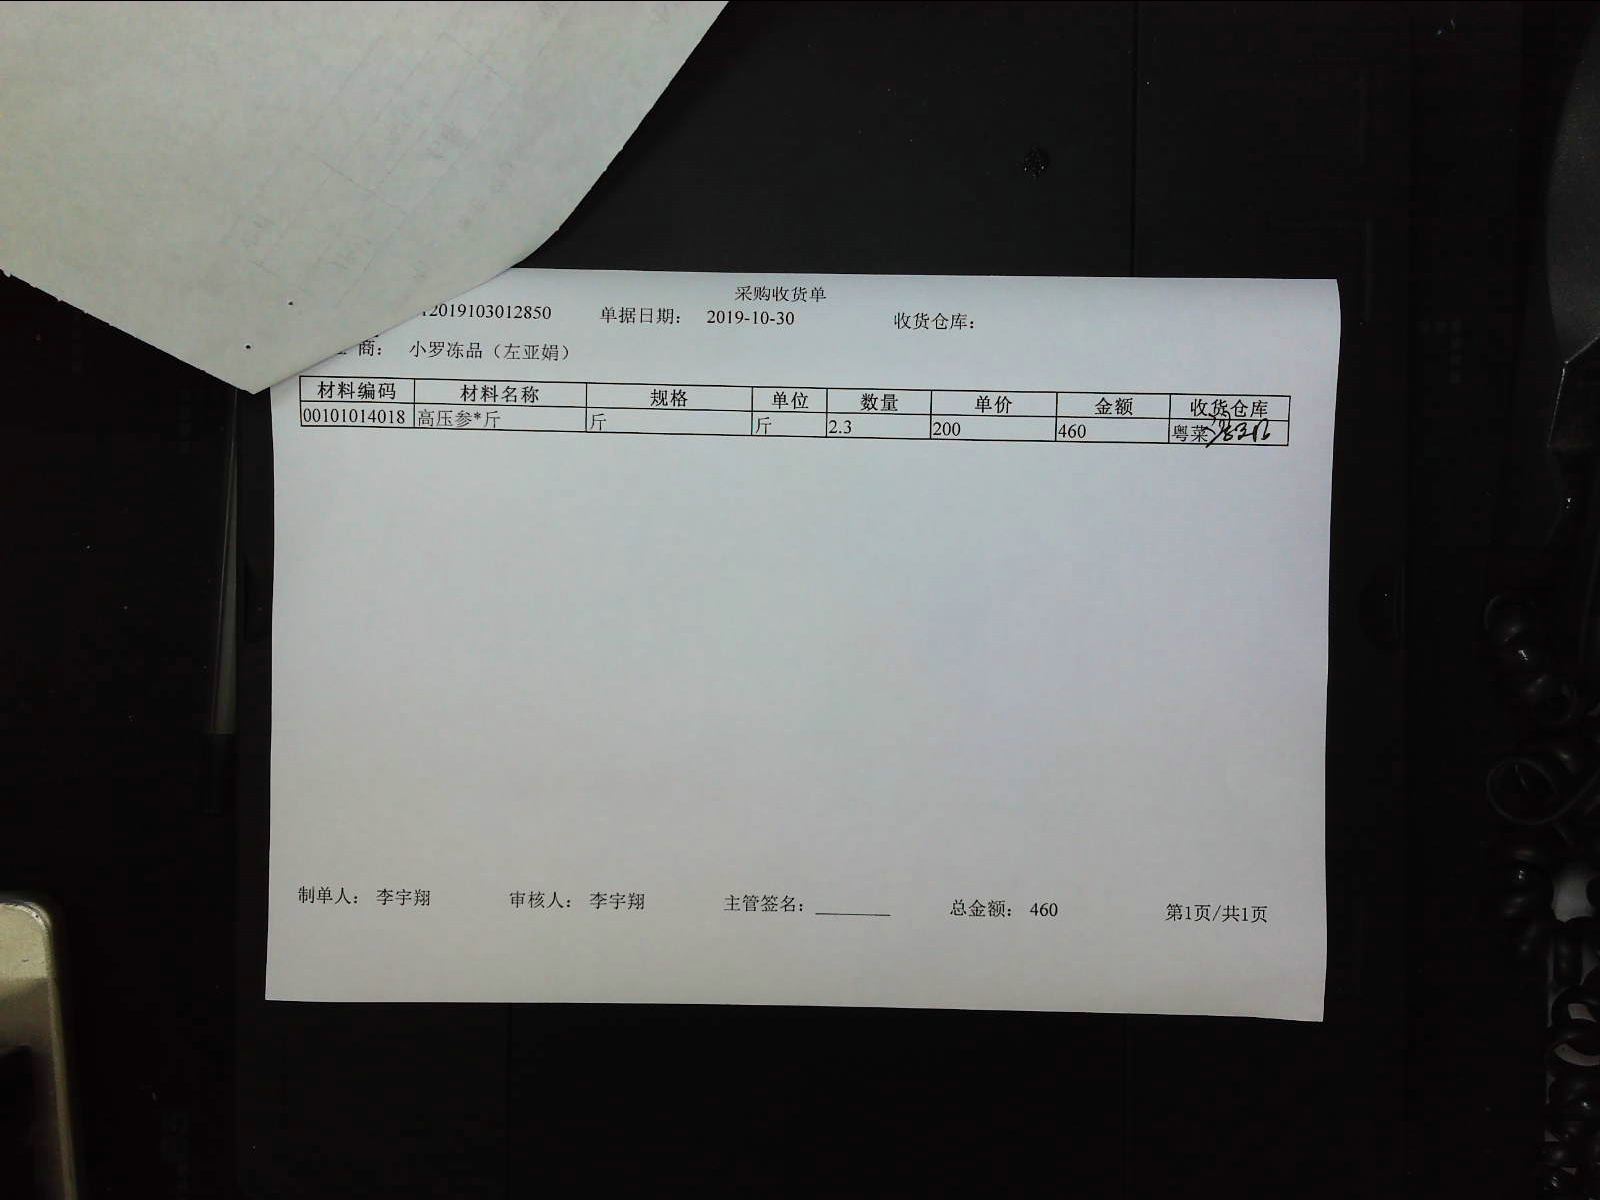 采购收货单
2019103012850 单据日期： 2019-10-30 收货仓库：
商： 小罗冻品（左亚娟）
材料编码 材料名称 规格 单位 数量 单价 金额 收货仓库
00101014018 高压参*斤 斤 斤 2.3 200 460 粤菜
制单人： 李宇翔 审核人： 李宇翔 主管签名： 总金额： 460 第1页/共1页